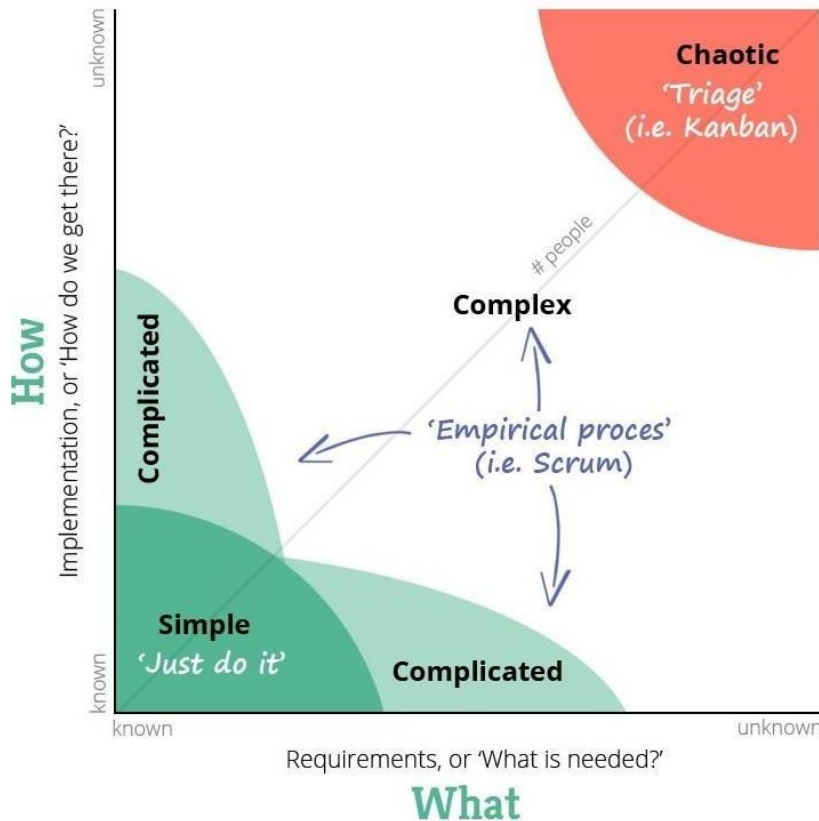 unknown
Chaotic
‘Triage’
(i.e. Kanban)
# people
Complex
How
Implementation, or ‘How do we get there?’
Complicated
‘Empirical proces’
(i.e. Scrum)
Simple
‘Just do it’
Complicated
known
known
unknown
Requirements, or ‘What is needed?’
What